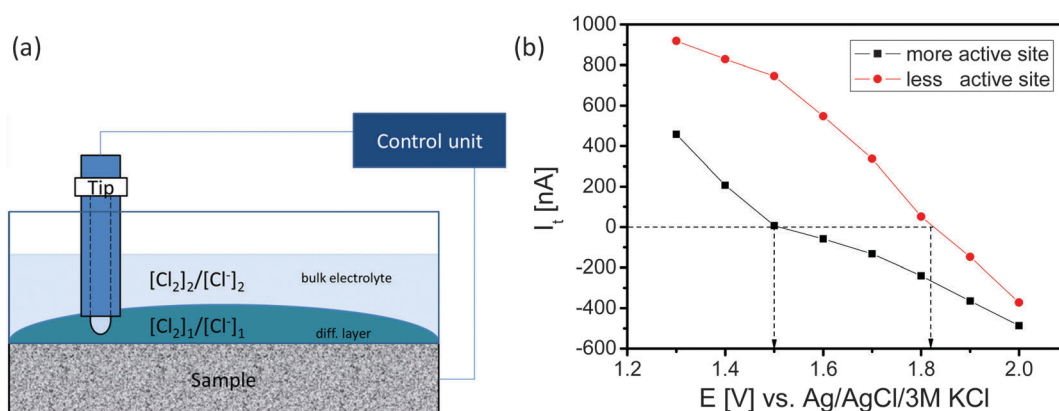 (a)
Control unit
Tip
[Cl₂]₂/[Cl⁻]₂ bulk electrolyte
[Cl₂]₁/[Cl⁻]₁ diff. layer
Sample
(b)
more active site
less active site
1000
800
600
400
200
0
-200
-400
-600
Iₜ [nA]
1.2 1.4 1.6 1.8 2.0
E [V] vs. Ag/AgCl/3M KCl